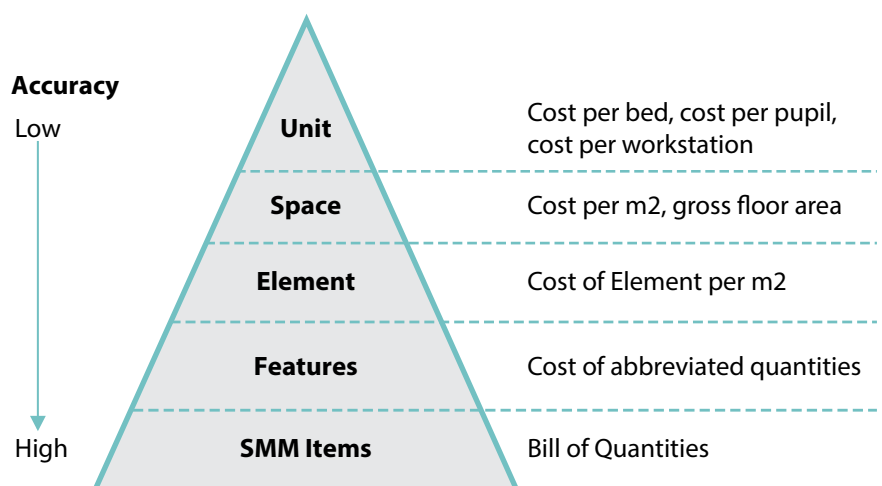 Accuracy
Low
Unit
Cost per bed, cost per pupil,
cost per workstation
Space
Cost per m2, gross floor area
Element
Cost of Element per m2
Features
Cost of abbreviated quantities
High
SMM Items
Bill of Quantities